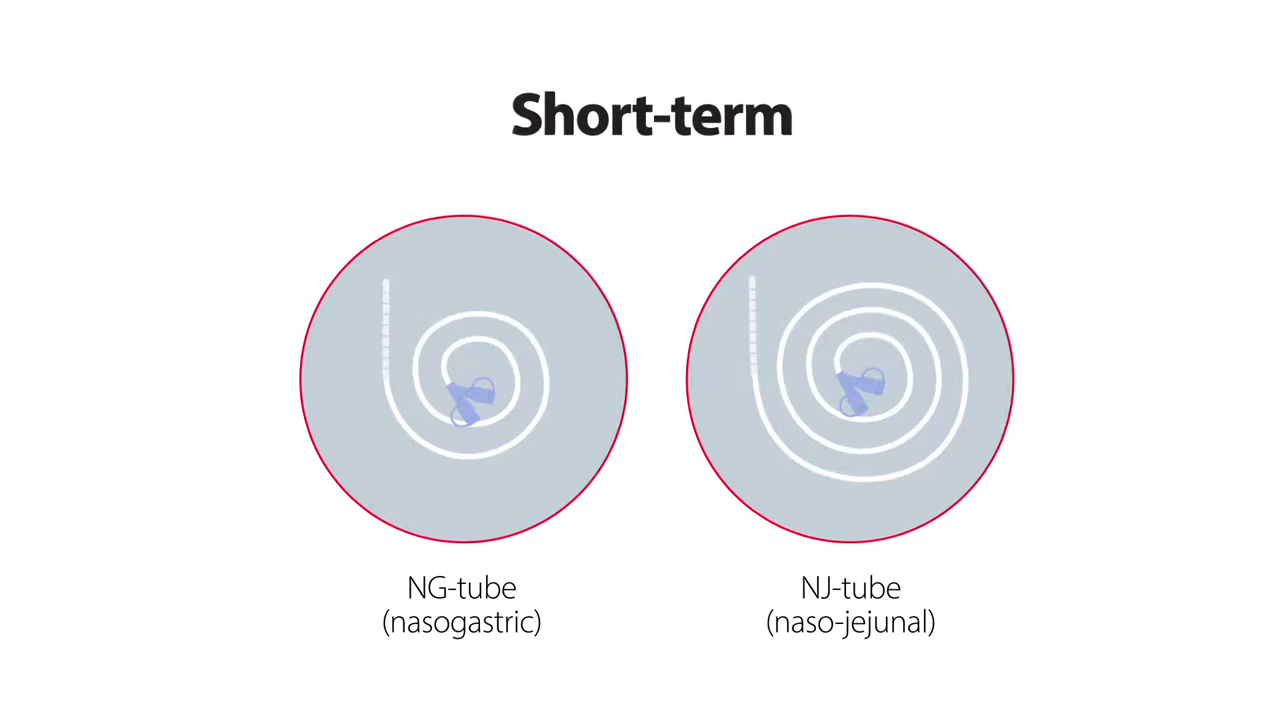 Short-term
NG-tube
(nasogastric)
NJ-tube
(naso-jejunal)